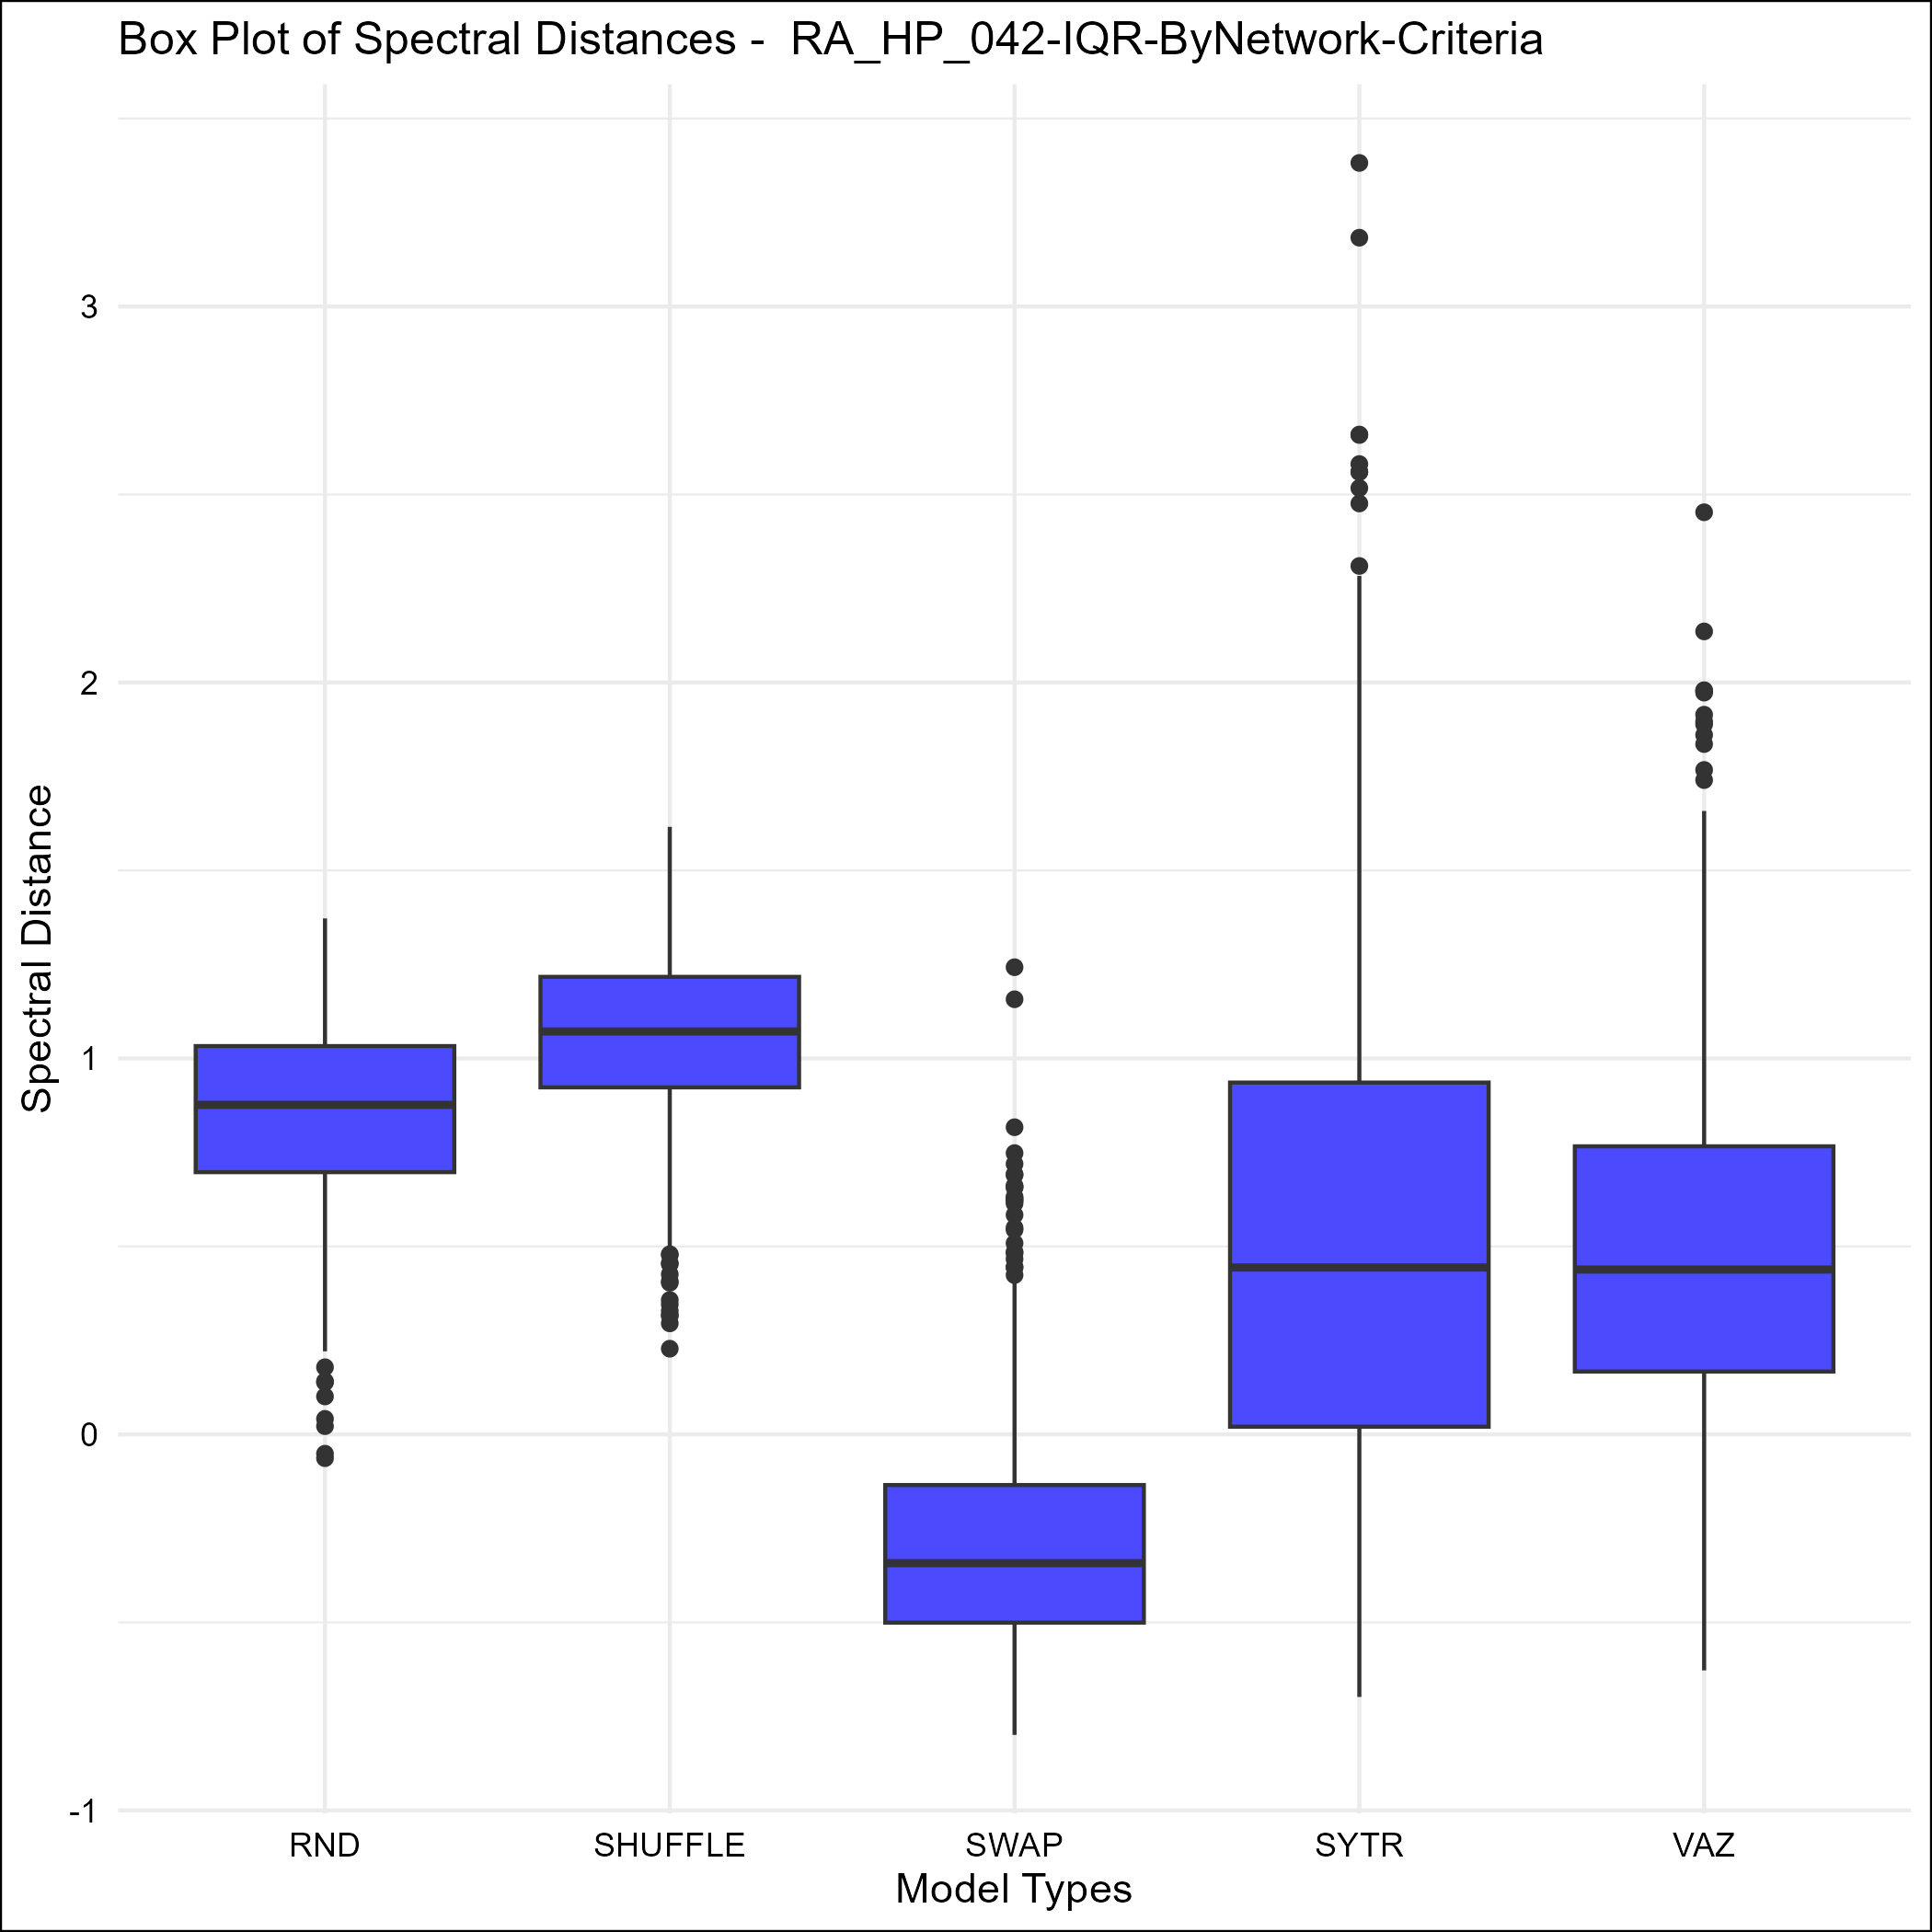 Box Plot of Spectral Distances -  RA_HP_042-IQR-ByNetwork-Criteria
Spectral Distance
3
2
1
0
-1
RND SHUFFLE SWAP SYTR VAZ
Model Types